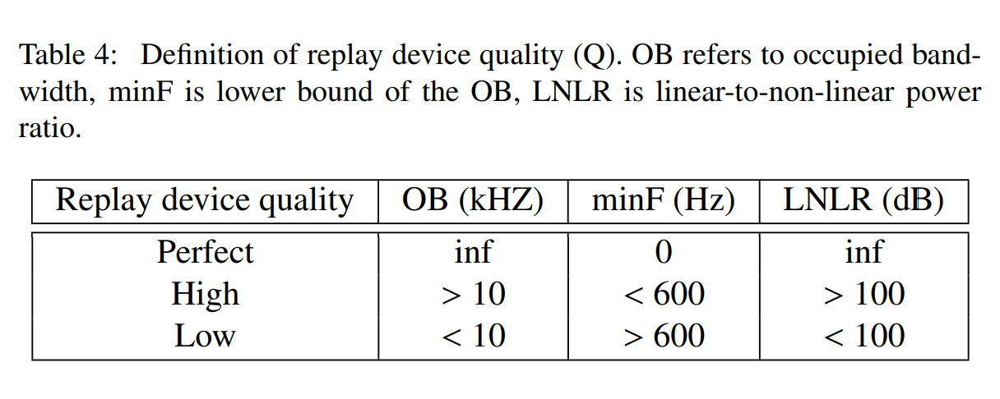 Table 4: Definition of replay device quality (Q). OB refers to occupied band-
width, minF is lower bound of the OB, LNLR is linear-to-non-linear power
ratio.
Replay device quality OB (kHZ) minF (Hz) LNLR (dB)
Perfect inf 0 inf
High > 10 < 600 > 100
Low < 10 > 600 < 100